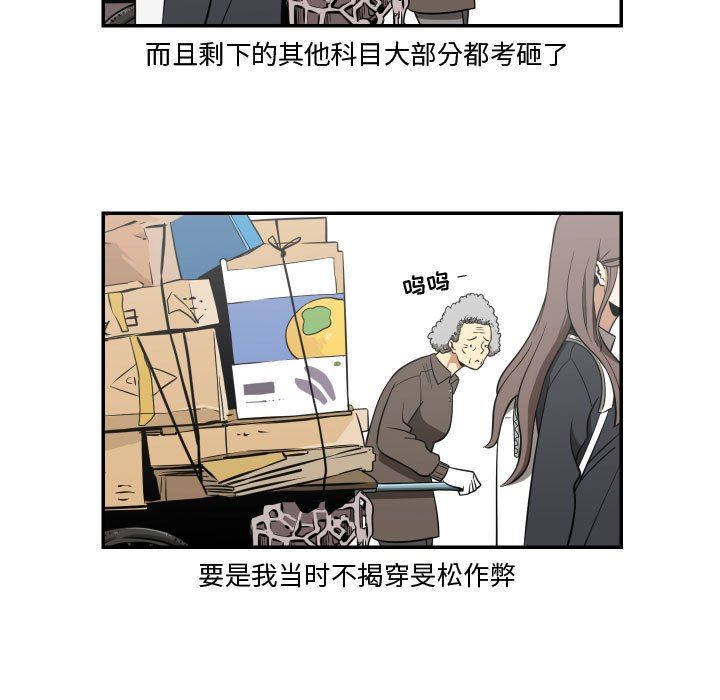 而且剩下的其他科目大部分都考砸了
呜呜-
要是我当时不揭穿旻松作弊